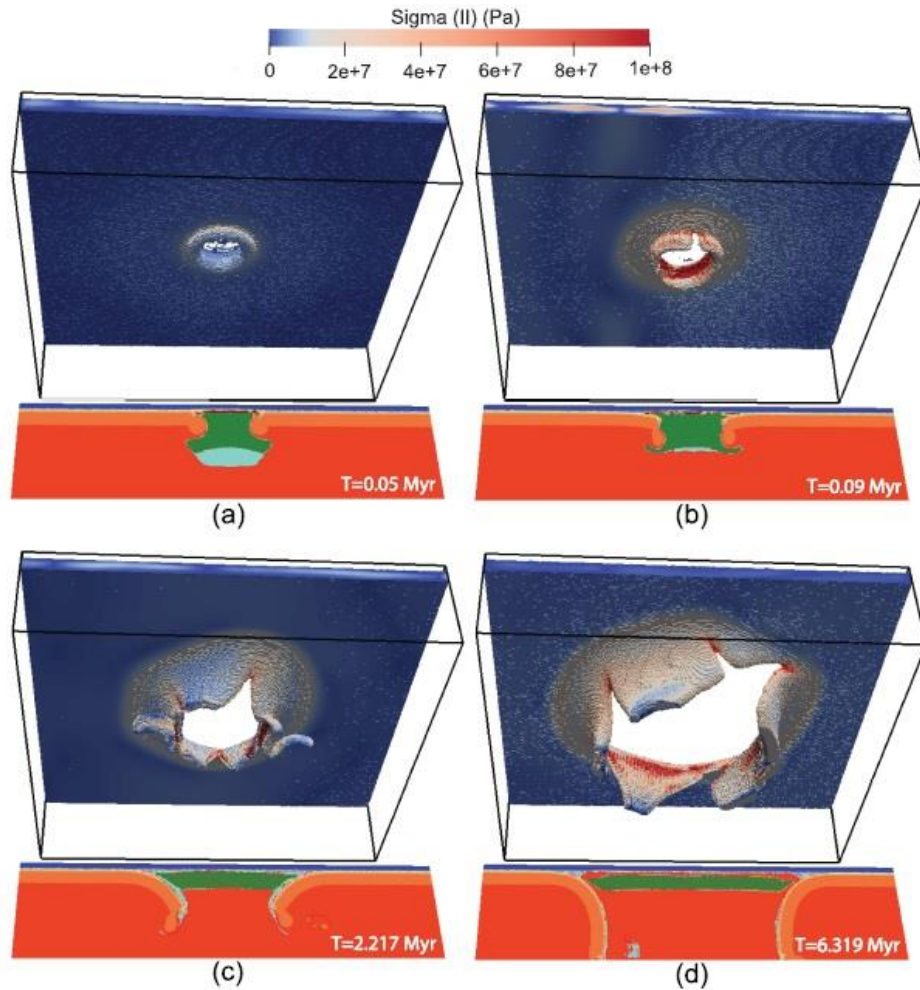 Sigma (II) (Pa)
0 2e+7 4e+7 6e+7 8e+7 1e+8
T=0.05 Myr
T=0.09 Myr
(a) (b)
T=2.217 Myr
T=6.319 Myr
(c) (d)